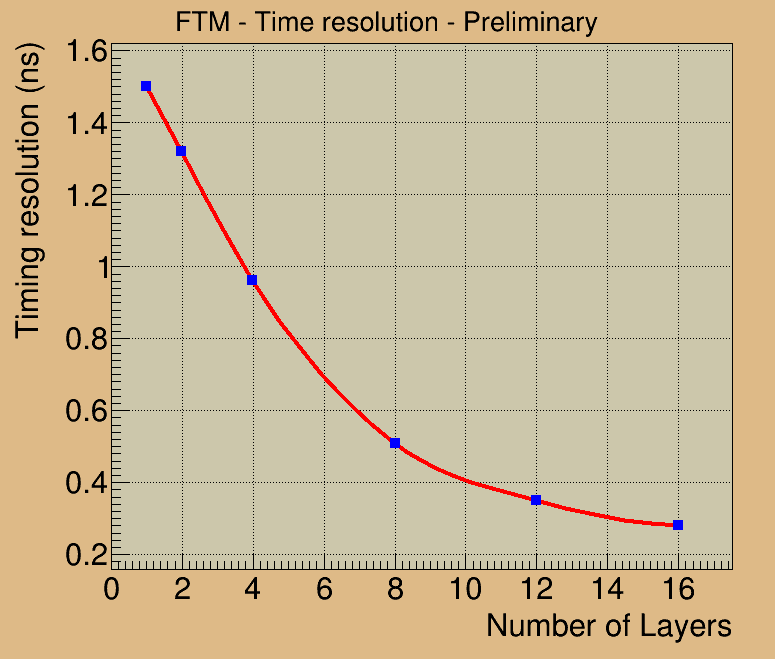 FTM - Time resolution - Preliminary
Timing resolution (ns)
1.6
1.4
1.2
1
0.8
0.6
0.4
0.2
0 2 4 6 8 10 12 14 16
Number of Layers